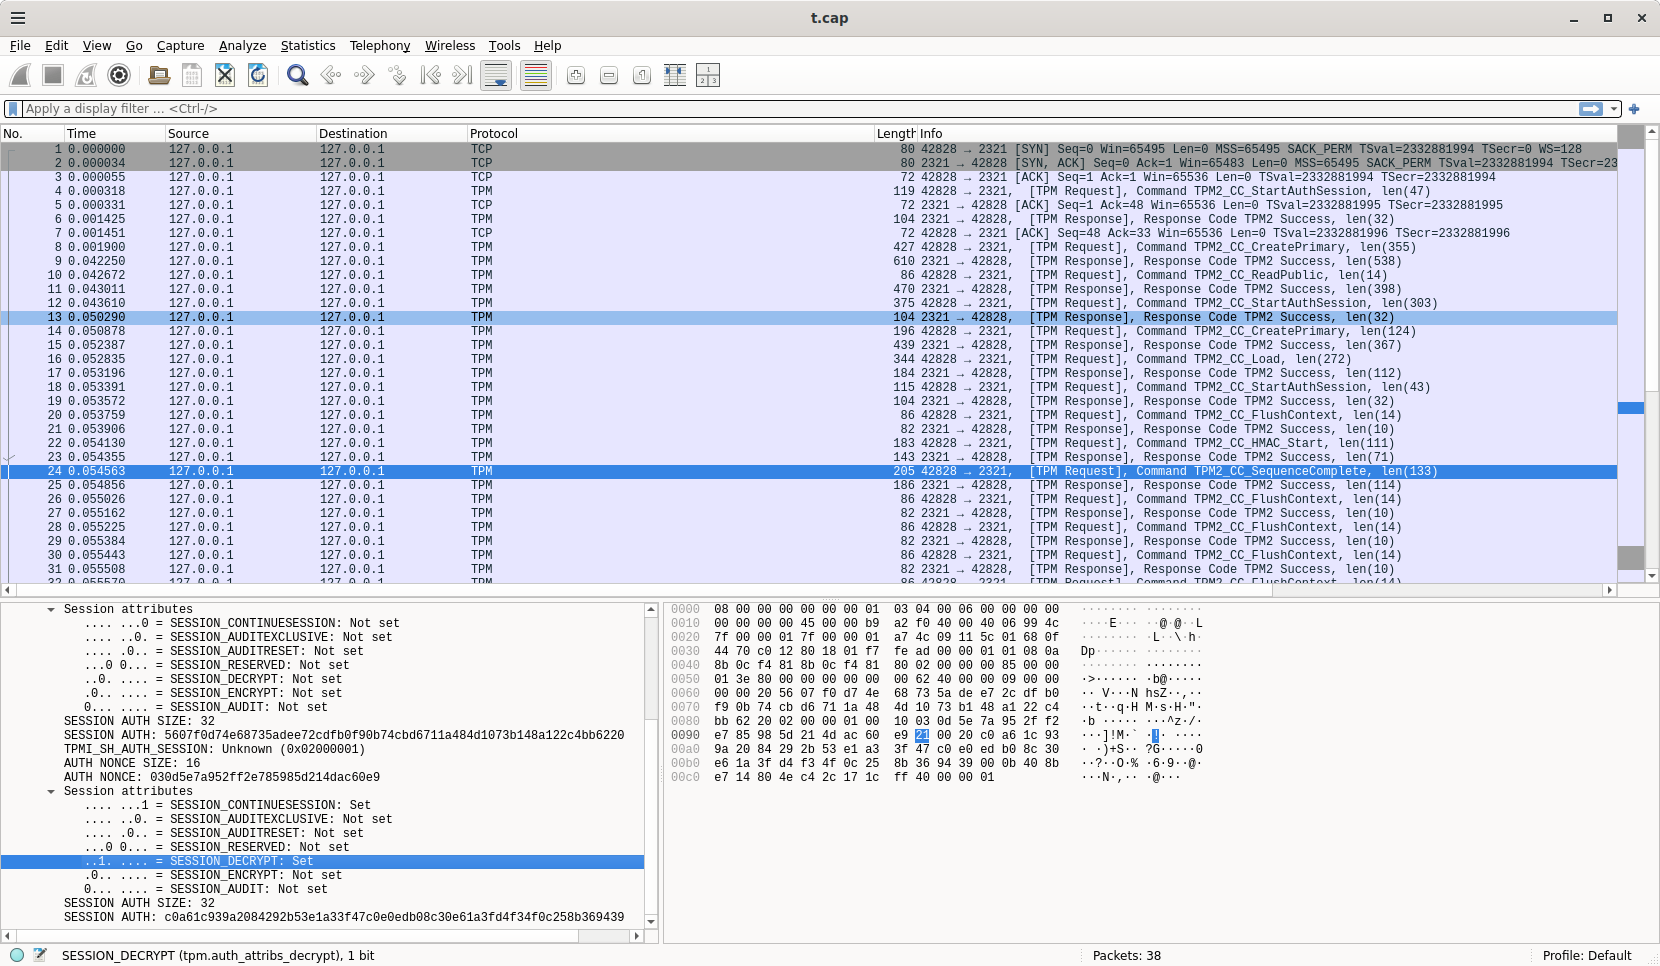 t.cap
File Edit View Go Capture Analyze Statistics Telephony Wireless Tools Help
Apply a display filter ... <Ctrl-/>
No. Time Source Destination Protocol Length Info
1 0.000000 127.0.0.1 127.0.0.1 TCP 80 42828 → 2321 [SYN] Seq=0 Win=65495 Len=0 MSS=65495 SACK_PERM TSval=2332881994 TSecr=0 WS=128
2 0.000034 127.0.0.1 127.0.0.1 TCP 80 2321 → 42828 [SYN, ACK] Seq=0 Ack=1 Win=65483 Len=0 MSS=65495 SACK_PERM TSval=2332881994 TSecr=23
3 0.000055 127.0.0.1 127.0.0.1 TCP 72 42828 → 2321 [ACK] Seq=1 Ack=1 Win=65536 Len=0 TSval=2332881994 TSecr=2332881994
4 0.000318 127.0.0.1 127.0.0.1 TPM 119 42828 → 2321, [TPM Request], Command TPM2_CC_StartAuthSession, len(47)
5 0.000331 127.0.0.1 127.0.0.1 TCP 72 2321 → 42828 [ACK] Seq=1 Ack=48 Win=65536 Len=0 TSval=2332881995 TSecr=2332881995
6 0.001425 127.0.0.1 127.0.0.1 TPM 104 2321 → 42828, [TPM Response], Response Code TPM2 Success, len(32)
7 0.001451 127.0.0.1 127.0.0.1 TCP 72 42828 → 2321 [ACK] Seq=48 Ack=33 Win=65536 Len=0 TSval=2332881996 TSecr=2332881996
8 0.001900 127.0.0.1 127.0.0.1 TPM 427 42828 → 2321, [TPM Request], Command TPM2_CC_CreatePrimary, len(355)
9 0.042250 127.0.0.1 127.0.0.1 TPM 610 2321 → 42828, [TPM Response], Response Code TPM2 Success, len(538)
10 0.042672 127.0.0.1 127.0.0.1 TPM 86 42828 → 2321, [TPM Request], Command TPM2_CC_ReadPublic, len(14)
11 0.043011 127.0.0.1 127.0.0.1 TPM 470 2321 → 42828, [TPM Response], Response Code TPM2 Success, len(398)
12 0.043610 127.0.0.1 127.0.0.1 TPM 375 42828 → 2321, [TPM Request], Command TPM2_CC_StartAuthSession, len(303)
13 0.050290 127.0.0.1 127.0.0.1 TPM 104 2321 → 42828, [TPM Response], Response Code TPM2 Success, len(32)
14 0.050878 127.0.0.1 127.0.0.1 TPM 196 42828 → 2321, [TPM Request], Command TPM2_CC_CreatePrimary, len(124)
15 0.052387 127.0.0.1 127.0.0.1 TPM 439 2321 → 42828, [TPM Response], Response Code TPM2 Success, len(367)
16 0.052835 127.0.0.1 127.0.0.1 TPM 344 42828 → 2321, [TPM Request], Command TPM2_CC_Load, len(272)
17 0.053196 127.0.0.1 127.0.0.1 TPM 184 2321 → 42828, [TPM Response], Response Code TPM2 Success, len(112)
18 0.053391 127.0.0.1 127.0.0.1 TPM 115 42828 → 2321, [TPM Request], Command TPM2_CC_StartAuthSession, len(43)
19 0.053572 127.0.0.1 127.0.0.1 TPM 104 2321 → 42828, [TPM Response], Response Code TPM2 Success, len(32)
20 0.053759 127.0.0.1 127.0.0.1 TPM 86 42828 → 2321, [TPM Request], Command TPM2_CC_FlushContext, len(14)
21 0.053906 127.0.0.1 127.0.0.1 TPM 82 2321 → 42828, [TPM Response], Response Code TPM2 Success, len(10)
22 0.054130 127.0.0.1 127.0.0.1 TPM 183 42828 → 2321, [TPM Request], Command TPM2_CC_HMAC_Start, len(111)
23 0.054355 127.0.0.1 127.0.0.1 TPM 143 2321 → 42828, [TPM Response], Response Code TPM2 Success, len(71)
24 0.054563 127.0.0.1 127.0.0.1 TPM 205 42828 → 2321, [TPM Request], Command TPM2_CC_SequenceComplete, len(133)
25 0.054856 127.0.0.1 127.0.0.1 TPM 186 2321 → 42828, [TPM Response], Response Code TPM2 Success, len(114)
26 0.055026 127.0.0.1 127.0.0.1 TPM 86 42828 → 2321, [TPM Request], Command TPM2_CC_FlushContext, len(14)
27 0.055162 127.0.0.1 127.0.0.1 TPM 82 2321 → 42828, [TPM Response], Response Code TPM2 Success, len(10)
28 0.055225 127.0.0.1 127.0.0.1 TPM 86 42828 → 2321, [TPM Request], Command TPM2_CC_FlushContext, len(14)
29 0.055384 127.0.0.1 127.0.0.1 TPM 82 2321 → 42828, [TPM Response], Response Code TPM2 Success, len(10)
30 0.055443 127.0.0.1 127.0.0.1 TPM 86 42828 → 2321, [TPM Request], Command TPM2_CC_FlushContext, len(14)
31 0.055508 127.0.0.1 127.0.0.1 TPM 82 2321 → 42828, [TPM Response], Response Code TPM2 Success, len(10)
32 0.055570 127.0.0.1 127.0.0.1 TPM 86 42828 → 2321, [TPM Request], Command TPM2_CC_FlushContext, len(14)
Session attributes
.... ...0 = SESSION_CONTINUESESSION: Not set
.... ..0. = SESSION_AUDITEXCLUSIVE: Not set
.... .0.. = SESSION_AUDITRESET: Not set
...0 0... = SESSION_RESERVED: Not set
..0. .... = SESSION_DECRYPT: Not set
.0.. .... = SESSION_ENCRYPT: Not set
0... .... = SESSION_AUDIT: Not set
SESSION AUTH SIZE: 32
SESSION AUTH: 5607f0d74e68735adee72cdfb0f90b74cbd6711a484d1073b148a122c4bb6220
TPMI_SH_AUTH_SESSION: Unknown (0x02000001)
AUTH NONCE SIZE: 16
AUTH NONCE: 030d5e7a952ff2e785985d214dac60e9
Session attributes
.... ...1 = SESSION_CONTINUESESSION: Set
.... ..0. = SESSION_AUDITEXCLUSIVE: Not set
.... .0.. = SESSION_AUDITRESET: Not set
...0 0... = SESSION_RESERVED: Not set
..1. .... = SESSION_DECRYPT: Set
.0.. .... = SESSION_ENCRYPT: Not set
0... .... = SESSION_AUDIT: Not set
SESSION AUTH SIZE: 32
SESSION AUTH: c0a61c939a2084292b53e1a33f47c0e0edb08c30e61a3fd4f34f0c258b369439
0000 08 00 00 00 00 00 00 01 03 04 00 06 00 00 00 00 ········ ········
0010 00 00 00 00 45 00 00 b9 a2 f0 40 00 40 06 99 4c ····E··· ··@·@··L
0020 7f 00 00 01 7f 00 00 01 a7 4c 09 11 5c 01 68 0f ········ ·L··\·h·
0030 44 70 c0 12 80 18 01 f7 fe ad 00 00 01 01 08 0a Dp······ ········
0040 8b 0c f4 81 8b 0c f4 81 80 02 00 00 00 85 00 00 ········ ········
0050 01 3e 80 00 00 00 00 00 00 62 40 00 00 09 00 00 ·>······ ·b@·····
0060 00 00 20 56 07 f0 d7 4e 68 73 5a de e7 2c df b0 ·· V···N hsZ··,··
0070 f9 0b 74 cb d6 71 1a 48 4d 10 73 b1 48 a1 22 c4 ··t··q·H M·s·H·"·
0080 bb 62 20 02 00 00 01 00 10 03 0d 5e 7a 95 2f f2 ·b ····· ···^z·/·
0090 e7 85 98 5d 21 4d ac 60 e9 21 00 20 c0 a6 1c 93 ···]!M·` ·!· ····
00a0 9a 20 84 29 2b 53 e1 a3 3f 47 c0 e0 ed b0 8c 30 · ·)+S·· ?G·····0
00b0 e6 1a 3f d4 f3 4f 0c 25 8b 36 94 39 00 0b 40 8b ··?··O·% ·6·9··@·
00c0 e7 14 80 4e c4 2c 17 1c ff 40 00 00 01 ···N·,·· ·@···
SESSION_DECRYPT (tpm.auth_attribs_decrypt), 1 bit
Packets: 38
Profile: Default